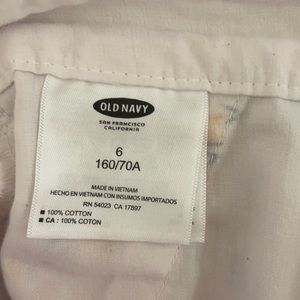 OLD NAVY
SAN FRANCISCO
CALIFORNIA
6
160/70A
MADE IN VIETNAM
HECHO EN VIETNAM CON INSUMOS IMPORTADOS
RN 54023 CA 17897
■ 100% COTTON
■ CA : 100% COTON